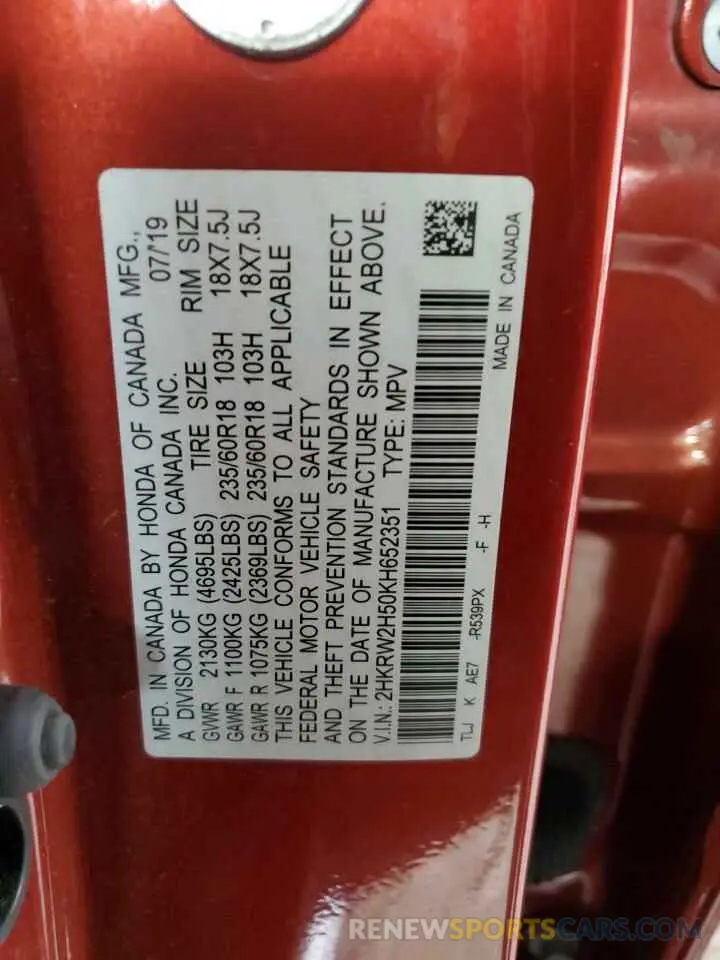 MFD. IN CANADA BY HONDA OF CANADA MFG.,
A DIVISION OF HONDA CANADA INC. 07/'19
GVWR 2130KG (4695LBS) TIRE SIZE RIM SIZE
GAWR F 1100KG (2425LBS) 235/60R18 103H 18X7.5J
GAWR R 1075KG (2369LBS) 235/60R18 103H 18X7.5J
THIS VEHICLE CONFORMS TO ALL APPLICABLE
FEDERAL MOTOR VEHICLE SAFETY
AND THEFT PREVENTION STANDARDS IN EFFECT
ON THE DATE OF MANUFACTURE SHOWN ABOVE.
V.I.N.: 2HKRW2H50KH652351 TYPE: MPV
TLJ K AE7 -R539PX -F -H MADE IN CANADA
RENEWSPORTSCARS.COM